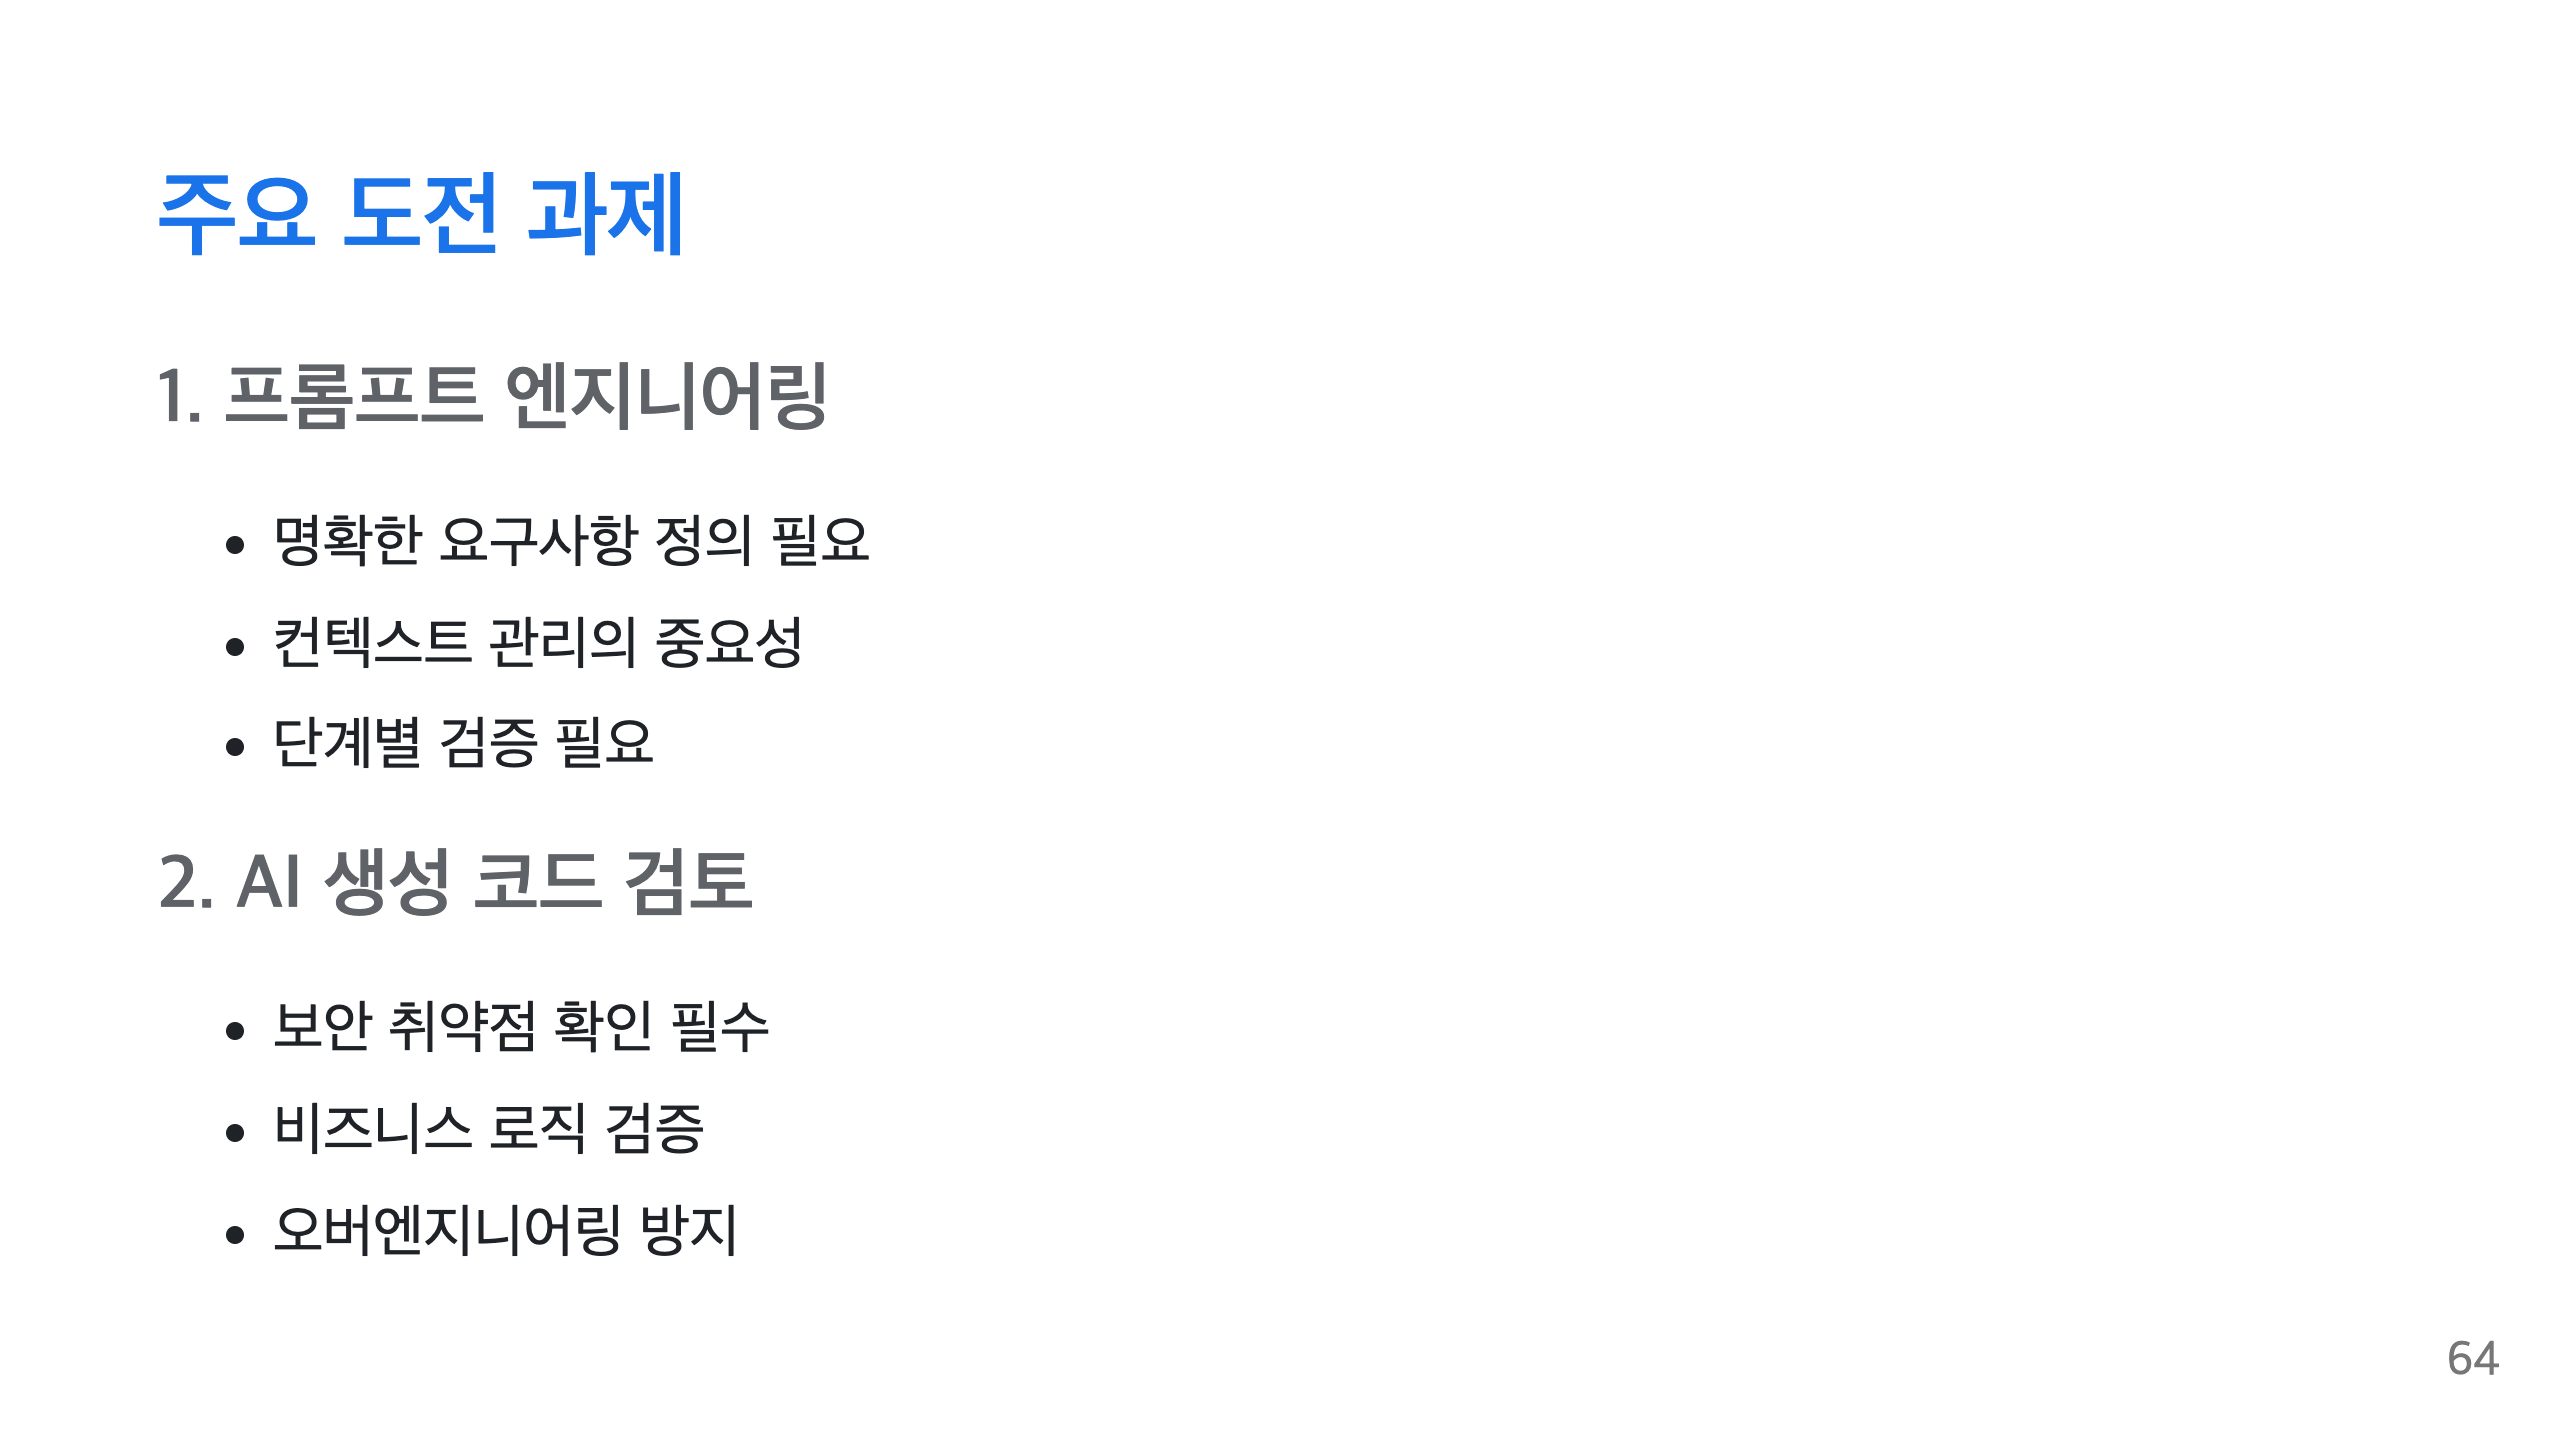 주요 도전 과제
1. 프롬프트 엔지니어링
• 명확한 요구사항 정의 필요
• 컨텍스트 관리의 중요성
• 단계별 검증 필요
2. AI 생성 코드 검토
• 보안 취약점 확인 필수
• 비즈니스 로직 검증
• 오버엔지니어링 방지
64